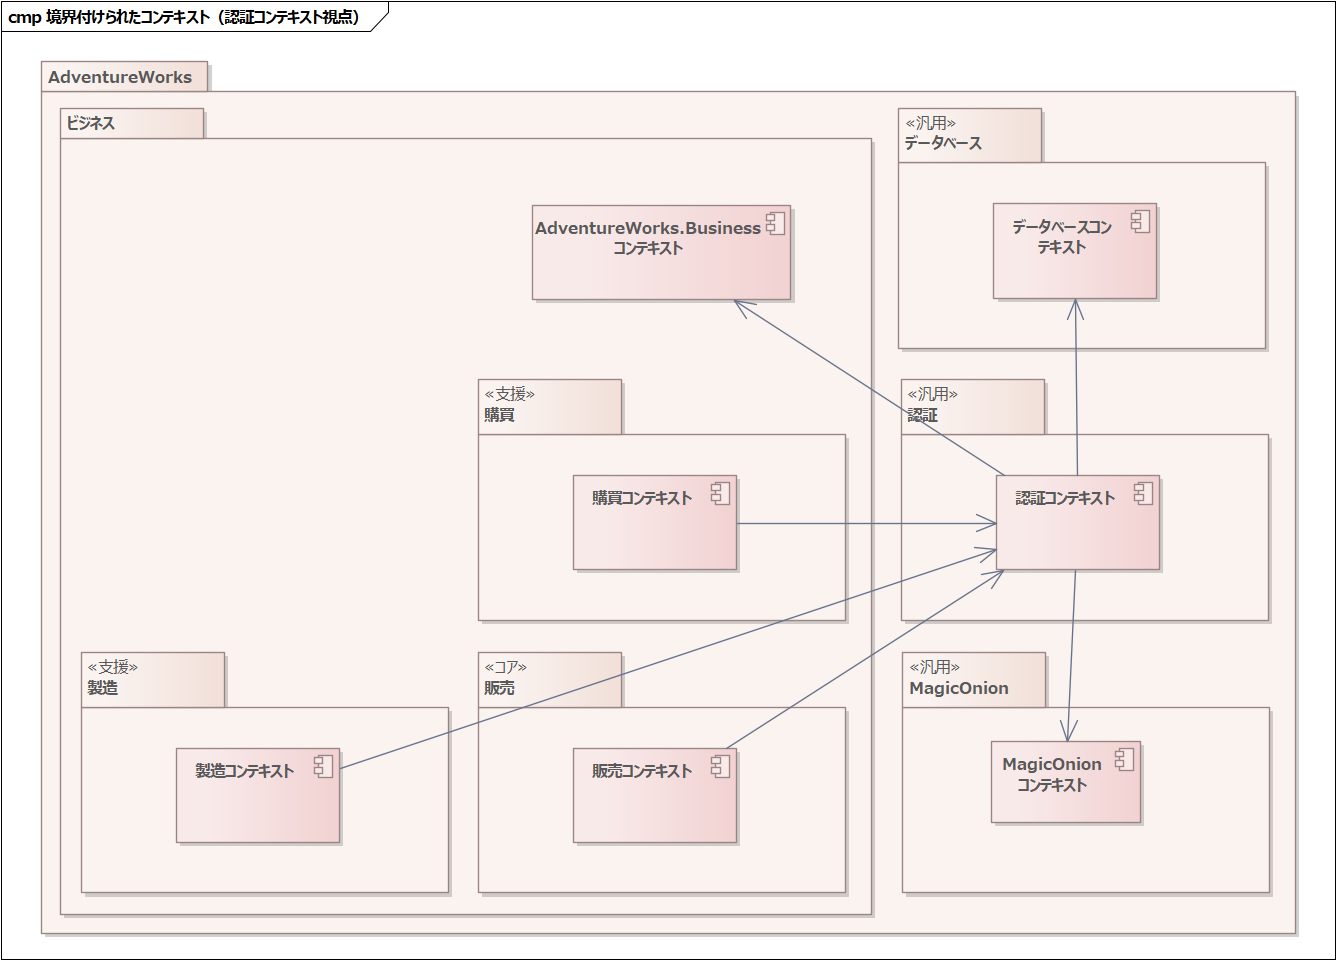 cmp 境界付けられたコンテキスト（認証コンテキスト視点）
AdventureWorks
ビジネス
AdventureWorks.Business
コンテキスト
«汎用»
データベース
データベースコン
テキスト
«支援»
購買
購買コンテキスト
«汎用»
認証
認証コンテキスト
«支援»
製造
製造コンテキスト
«コア»
販売
販売コンテキスト
«汎用»
MagicOnion
MagicOnion
コンテキスト